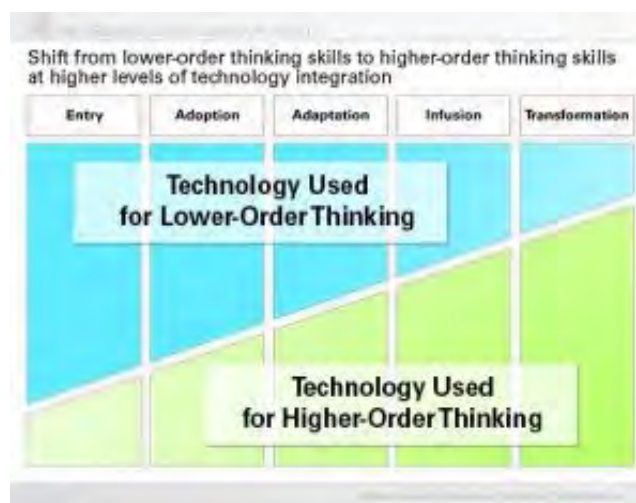 Shift from lower-order thinking skills to higher-order thinking skills
at higher levels of technology integration
Entry
Adoption
Adaptation
Infusion
Transformation
Technology Used
for Lower-Order Thinking
Technology Used
for Higher-Order Thinking